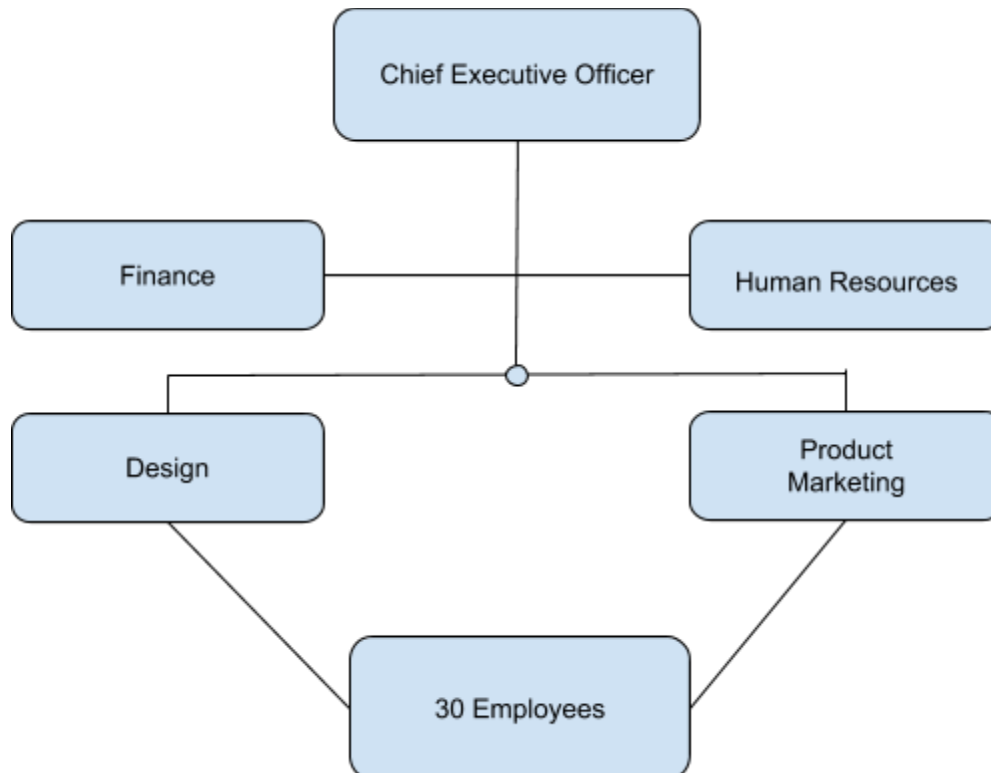 Chief Executive Officer
Finance
Human Resources
Design
Product
Marketing
30 Employees